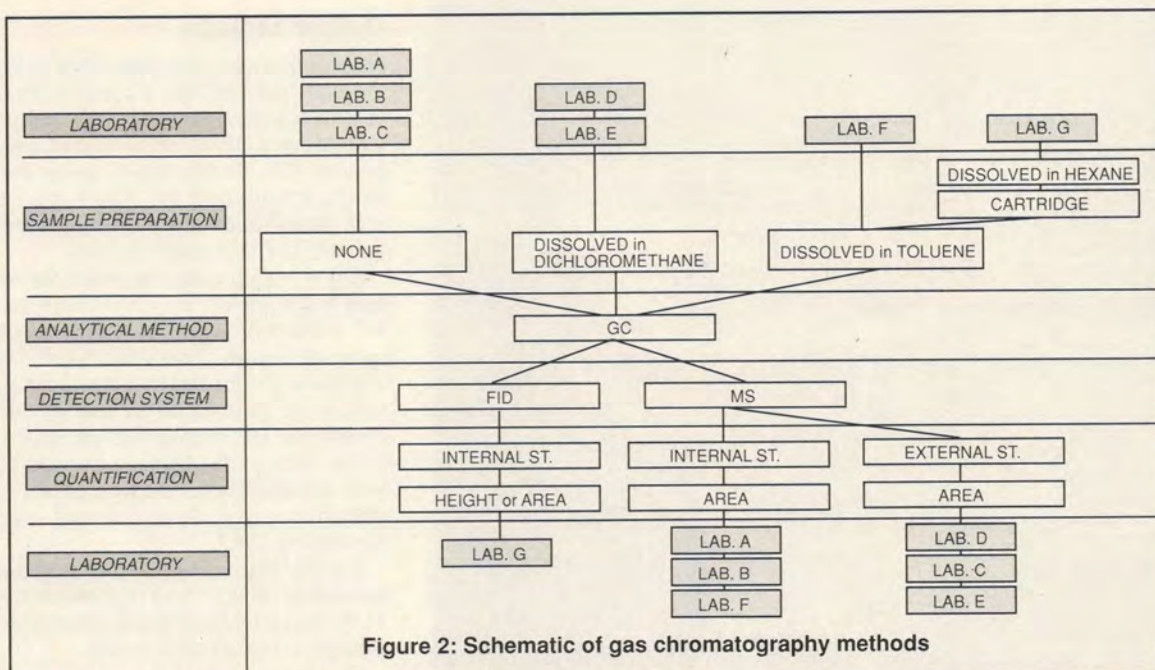 LABORATORY
LAB. A
LAB. B
LAB. C
LAB. D
LAB. E
LAB. F
LAB. G
SAMPLE PREPARATION
DISSOLVED in HEXANE
CARTRIDGE
NONE
DISSOLVED in
DICHLOROMETHANE
DISSOLVED in TOLUENE
ANALYTICAL METHOD
GC
DETECTION SYSTEM
FID
MS
QUANTIFICATION
INTERNAL ST.
INTERNAL ST.
EXTERNAL ST.
HEIGHT or AREA
AREA
AREA
LABORATORY
LAB. G
LAB. A
LAB. B
LAB. F
LAB. D
LAB. C
LAB. E
Figure 2: Schematic of gas chromatography methods